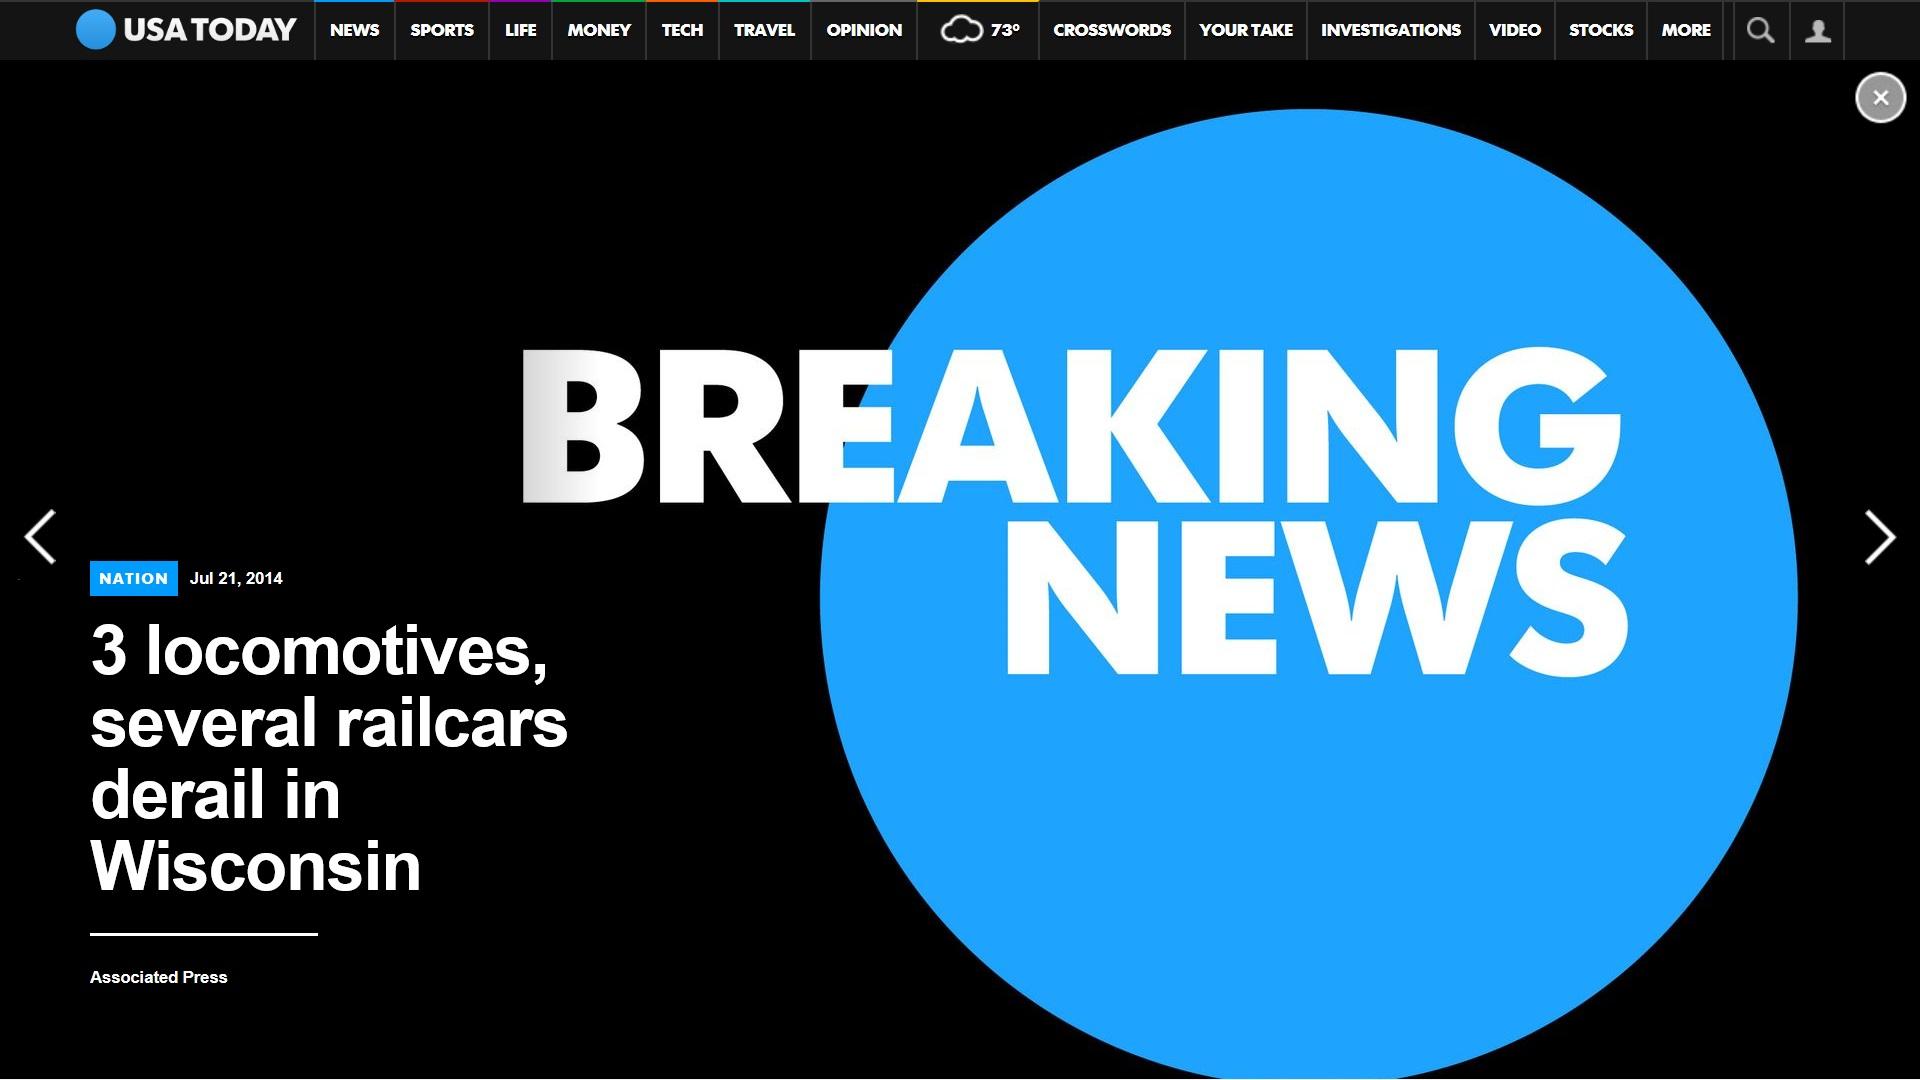 USA TODAY
NEWS SPORTS LIFE MONEY TECH TRAVEL OPINION 73° CROSSWORDS YOUR TAKE INVESTIGATIONS VIDEO STOCKS MORE
BREAKING
NEWS
NATION Jul 21, 2014
3 locomotives,
several railcars
derail in
Wisconsin
Associated Press